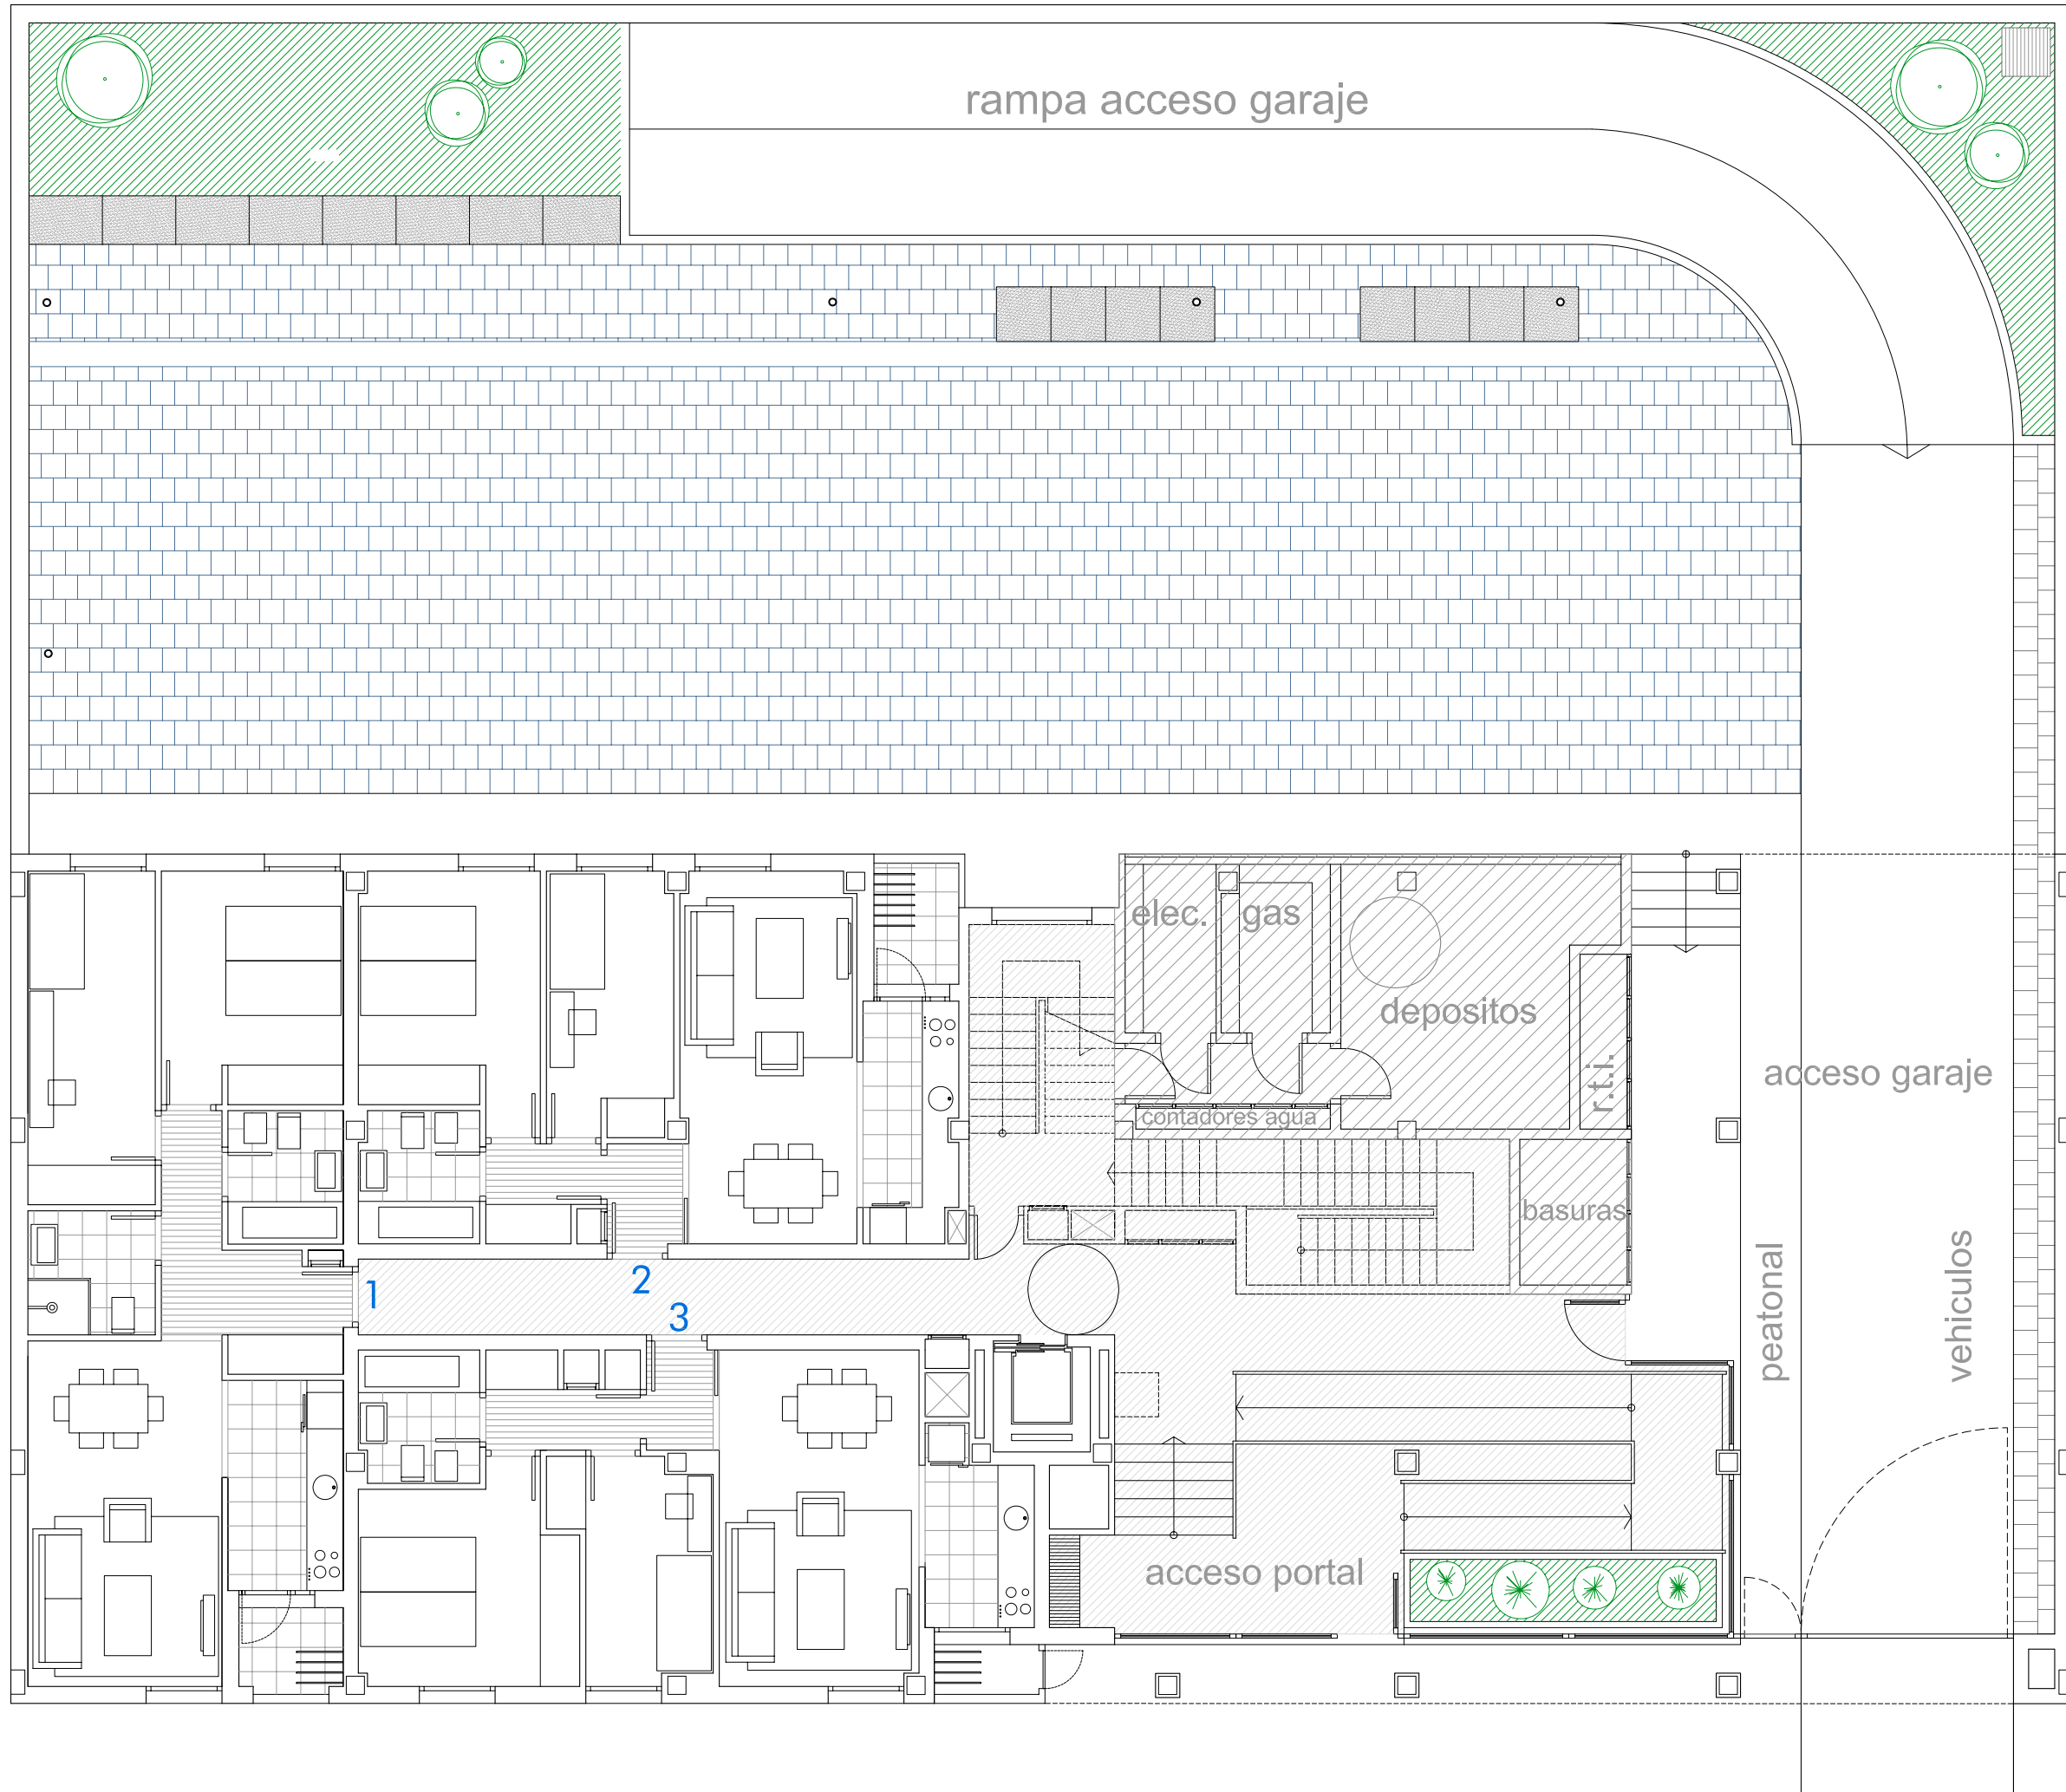 rampa acceso garaje
elec.
gas
depositos
r.t.i.
contadores agua
acceso garaje
basuras
peatonal
vehiculos
1
2
3
acceso portal